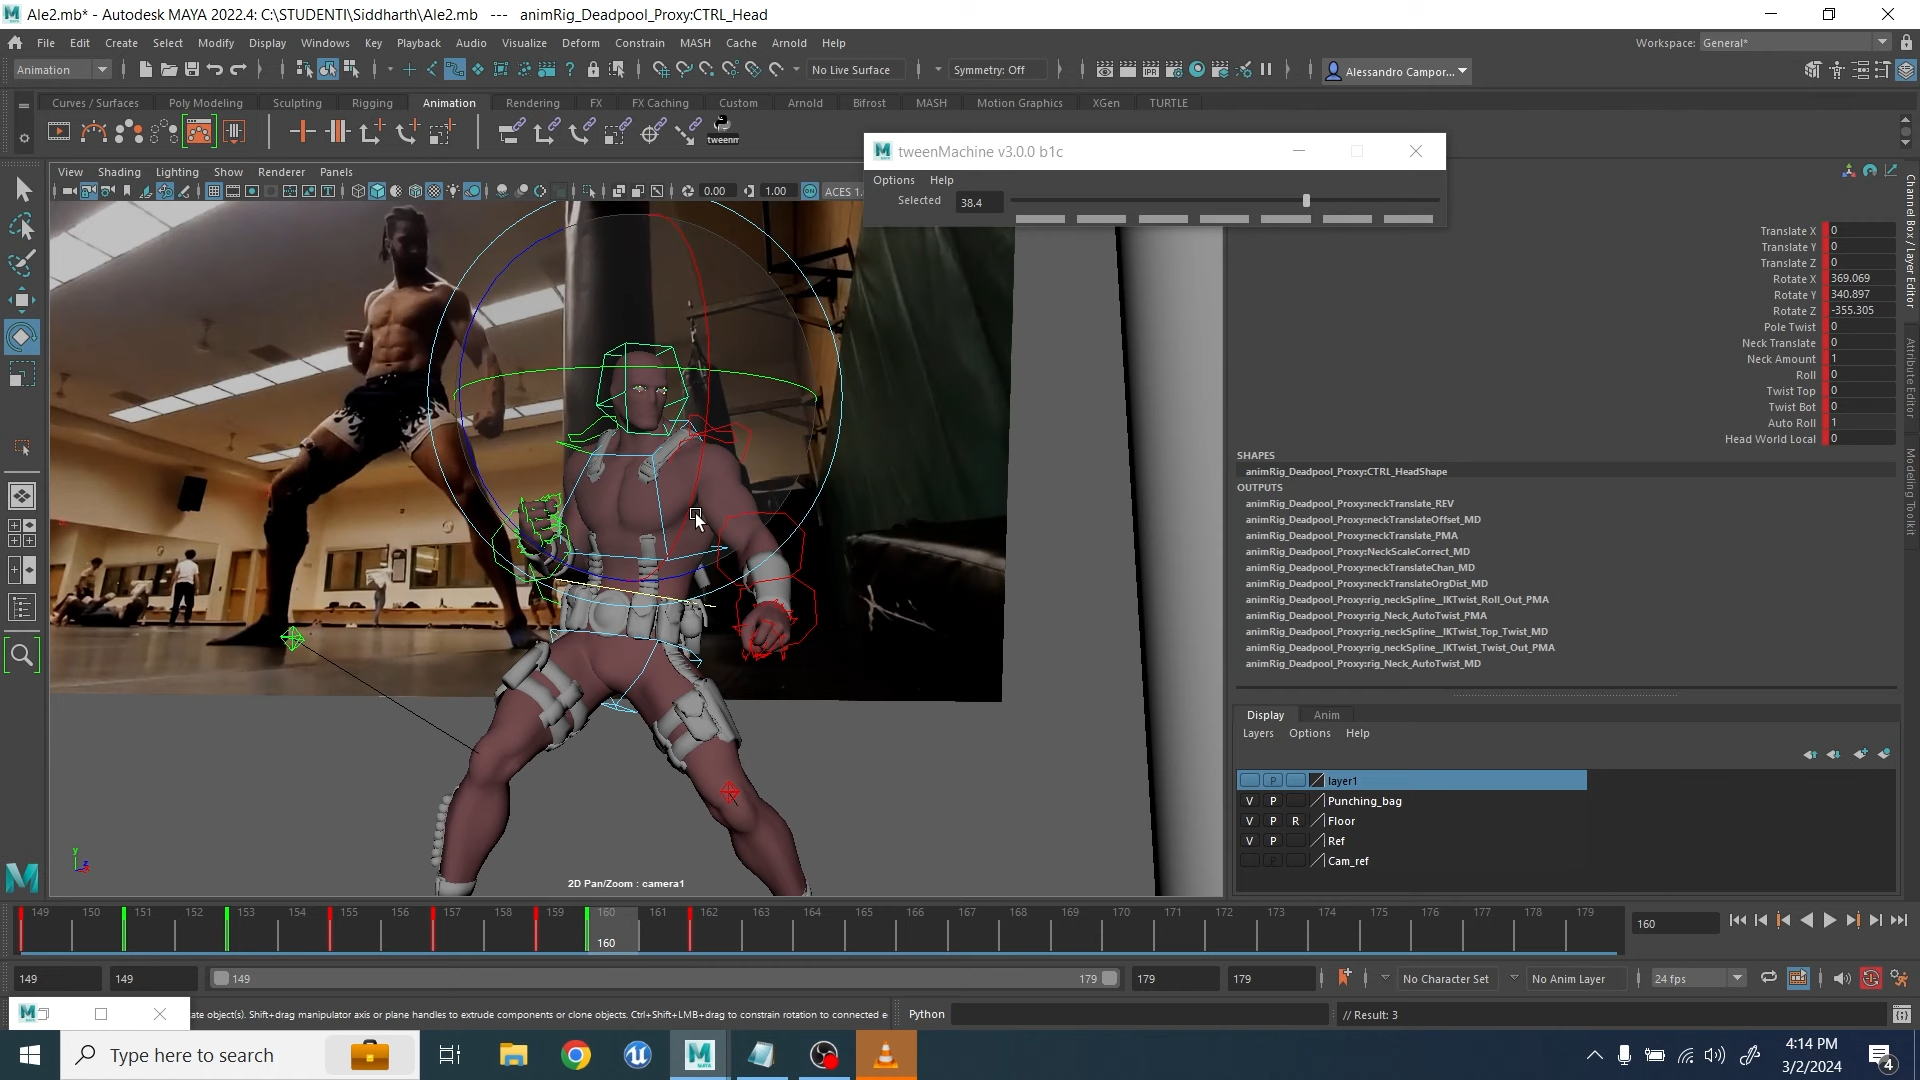 Ale2.mb* - Autodesk MAYA 2022.4: C:\STUDENTI\Siddharth\Ale2.mb   ---   animRig_Deadpool_Proxy:CTRL_Head
File Edit Create Select Modify Display Windows Key Playback Audio Visualize Deform Constrain MASH Cache Arnold Help
Workspace: General*
Animation
No Live Surface
Symmetry: Off
Alessandro Campor...
Curves / Surfaces Poly Modeling Sculpting Rigging Animation Rendering FX FX Caching Custom Arnold Bifrost MASH Motion Graphics XGen TURTLE
tweenm
tweenMachine v3.0.0 b1c
Options Help
Selected 38.4
View Shading Lighting Show Renderer Panels
0.00 1.00 ACES 1.
Translate X 0
Translate Y 0
Translate Z 0
Rotate X 369.069
Rotate Y 340.897
Rotate Z -355.305
Pole Twist 0
Neck Translate 0
Neck Amount 1
Roll 0
Twist Top 0
Twist Bot 0
Auto Roll 1
Head World Local 0
SHAPES
animRig_Deadpool_Proxy:CTRL_HeadShape
OUTPUTS
animRig_Deadpool_Proxy:neckTranslate_REV
animRig_Deadpool_Proxy:neckTranslateOffset_MD
animRig_Deadpool_Proxy:neckTranslate_PMA
animRig_Deadpool_Proxy:NeckScaleCorrect_MD
animRig_Deadpool_Proxy:neckTranslateChan_MD
animRig_Deadpool_Proxy:neckTranslateOrgDist_MD
animRig_Deadpool_Proxy:rig_neckSpline__IKTwist_Roll_Out_PMA
animRig_Deadpool_Proxy:rig_Neck_AutoTwist_PMA
animRig_Deadpool_Proxy:rig_neckSpline__IKTwist_Top_Twist_MD
animRig_Deadpool_Proxy:rig_neckSpline__IKTwist_Twist_Out_PMA
animRig_Deadpool_Proxy:rig_Neck_AutoTwist_MD
Channel Box / Layer Editor
Attribute Editor
Modeling Toolkit
Display Anim
Layers Options Help
P layer1
V P Punching_bag
V P R Floor
V P Ref
P Cam_ref
2D Pan/Zoom : camera1
y z
149 150 151 152 153 154 155 156 157 158 159 160 161 162 163 164 165 166 167 168 169 170 171 172 173 174 175 176 177 178 179
160
160
149 149 149 179 179 179
No Character Set
No Anim Layer
24 fps
ate object(s). Shift+drag manipulator axis or plane handles to extrude components or clone objects. Ctrl+Shift+LMB+drag to constrain rotation to connected e
Python
// Result: 3
Type here to search
4:14 PM
3/2/2024
4